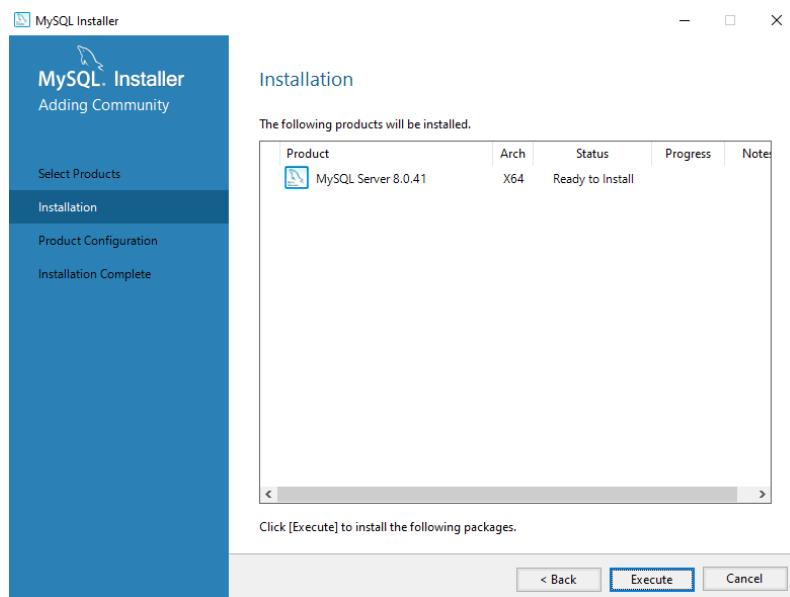 MySQL Installer
MySQL. Installer
Adding Community
Select Products
Installation
Product Configuration
Installation Complete
Installation
The following products will be installed.
Product Arch Status Progress Notes
MySQL Server 8.0.41 X64 Ready to Install
Click [Execute] to install the following packages.
< Back Execute Cancel